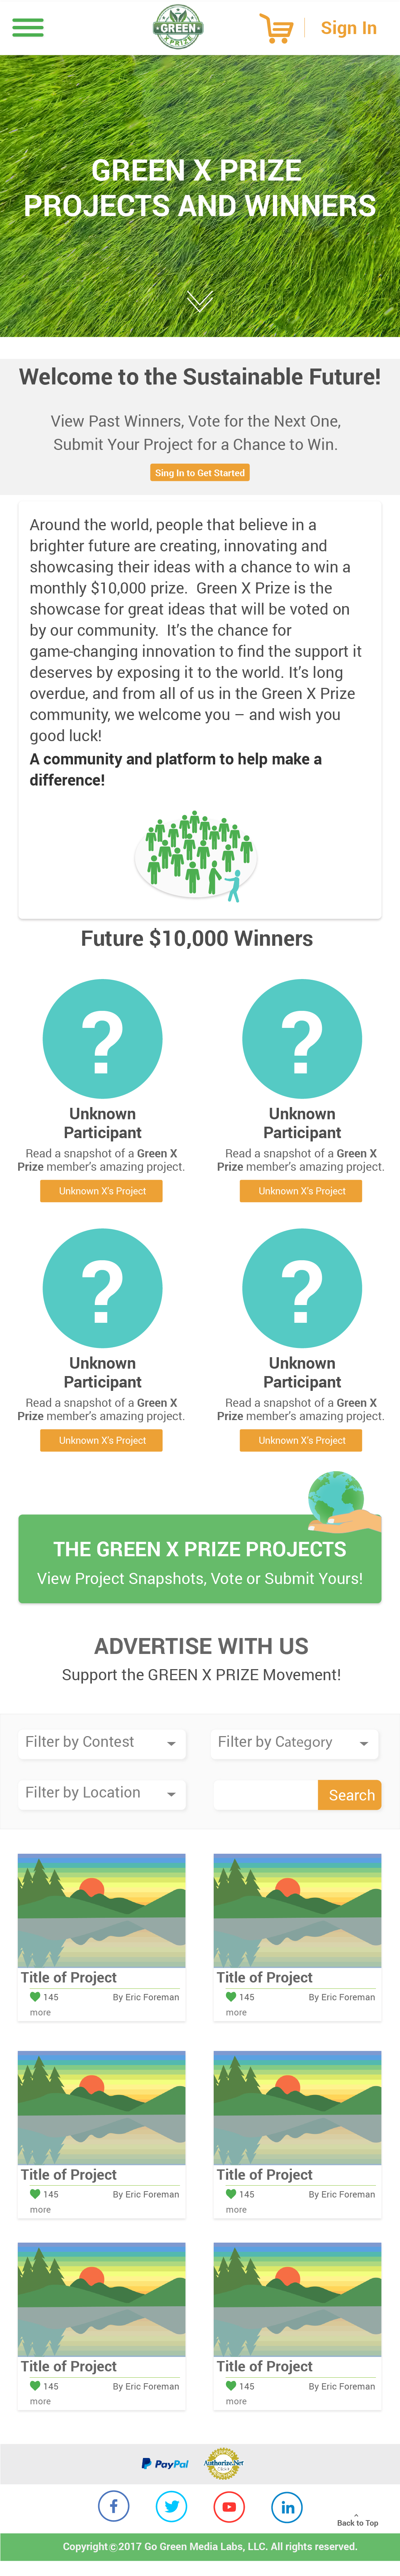 GREEN
X PRIZE
Sign In
GREEN X PRIZE
PROJECTS AND WINNERS
Welcome to the Sustainable Future!
View Past Winners, Vote for the Next One,
Submit Your Project for a Chance to Win.
Sing In to Get Started
Around the world, people that believe in a
brighter future are creating, innovating and
showcasing their ideas with a chance to win a
monthly $10,000 prize.  Green X Prize is the
showcase for great ideas that will be voted on
by our community.  It’s the chance for
game-changing innovation to find the support it
deserves by exposing it to the world. It’s long
overdue, and from all of us in the Green X Prize
community, we welcome you – and wish you
good luck!
A community and platform to help make a
difference!
Future $10,000 Winners
? ?
Unknown Unknown
Participant Participant
Read a snapshot of a Green X Read a snapshot of a Green X
Prize member’s amazing project. Prize member’s amazing project.
Unknown X’s Project Unknown X’s Project
? ?
Unknown Unknown
Participant Participant
Read a snapshot of a Green X Read a snapshot of a Green X
Prize member’s amazing project. Prize member’s amazing project.
Unknown X’s Project Unknown X’s Project
THE GREEN X PRIZE PROJECTS
View Project Snapshots, Vote or Submit Yours!
ADVERTISE WITH US
Support the GREEN X PRIZE Movement!
Filter by Contest Filter by Category
Filter by Location Search
Title of Project Title of Project
145 By Eric Foreman 145 By Eric Foreman
more more
Title of Project Title of Project
145 By Eric Foreman 145 By Eric Foreman
more more
Title of Project Title of Project
145 By Eric Foreman 145 By Eric Foreman
more more
PayPal Authorize.Net
f in
Back to Top
Copyright ©2017 Go Green Media Labs, LLC. All rights reserved.